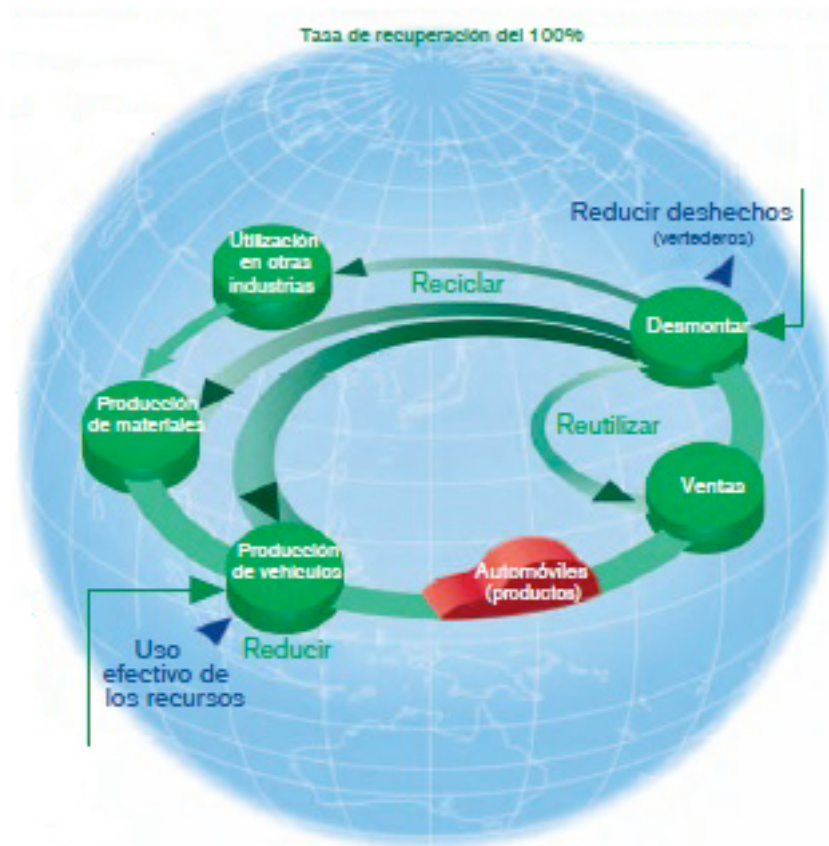 Tasa de recuperación del 100%
Reducir deshechos
(vertederos)
Utilización
en otras
industrias
Reciclar
Desmontar
Producción
de materiales
Reutilizar
Ventas
Producción
de vehículos
Automóviles
(productos)
Reducir
Uso
efectivo de
los recursos